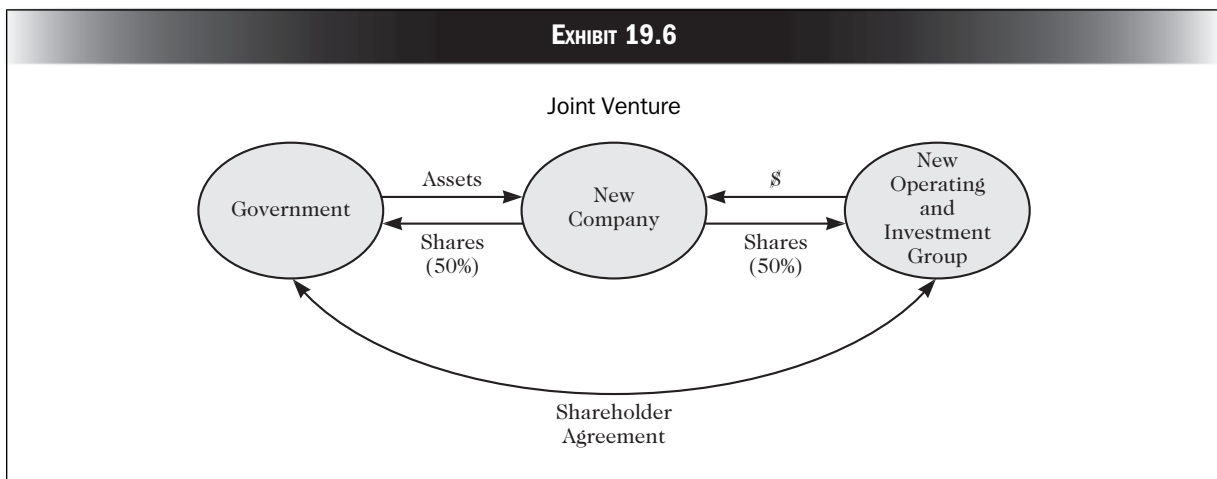 EXHIBIT 19.6
Joint Venture
Government
Assets
Shares
(50%)
New
Company
$
Shares
(50%)
New
Operating
and
Investment
Group
Shareholder
Agreement